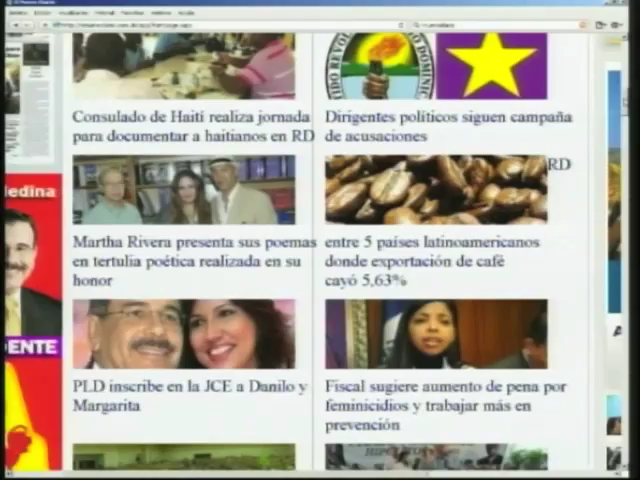 Consulado de Haití realiza jornada
para documentar a haitianos en RD
Dirigentes políticos siguen campaña
de acusaciones
Martha Rivera presenta sus poemas
en tertulia poética realizada en su
honor
RD
entre 5 países latinoamericanos
donde exportación de café
cayó 5,63%
PLD inscribe en la JCE a Danilo y
Margarita
Fiscal sugiere aumento de pena por
feminicidios y trabajar más en
prevención
edina
ENTE